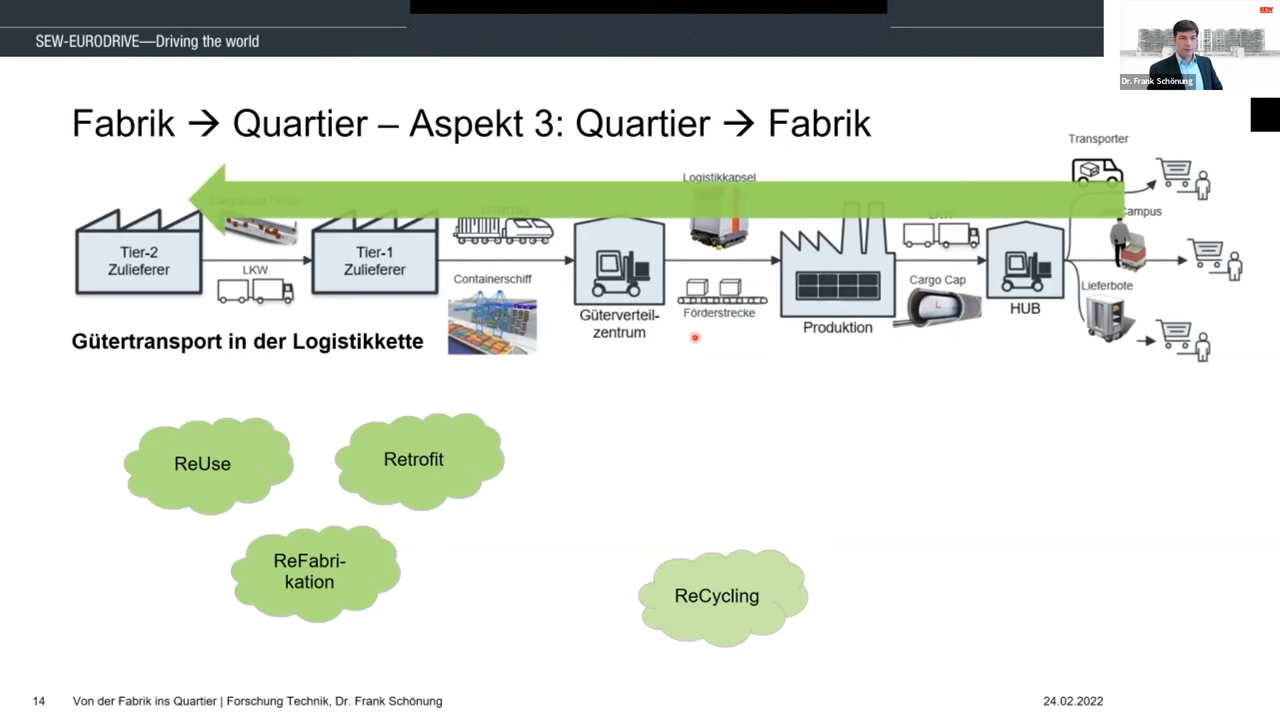 SEW-EURODRIVE—Driving the world
SEW
Dr. Frank Schönung
Fabrik → Quartier – Aspekt 3: Quartier → Fabrik
Transporter
Logistikkapsel
Campus
Tier-2
Zulieferer
LKW
Tier-1
Zulieferer
Containerschiff
Güterverteil-
zentrum
Förderstrecke
Produktion
Cargo Cap
HUB
Lieferbote
Gütertransport in der Logistikkette
ReUse
Retrofit
ReFabri-
kation
ReCycling
14
Von der Fabrik ins Quartier | Forschung Technik, Dr. Frank Schönung
24.02.2022